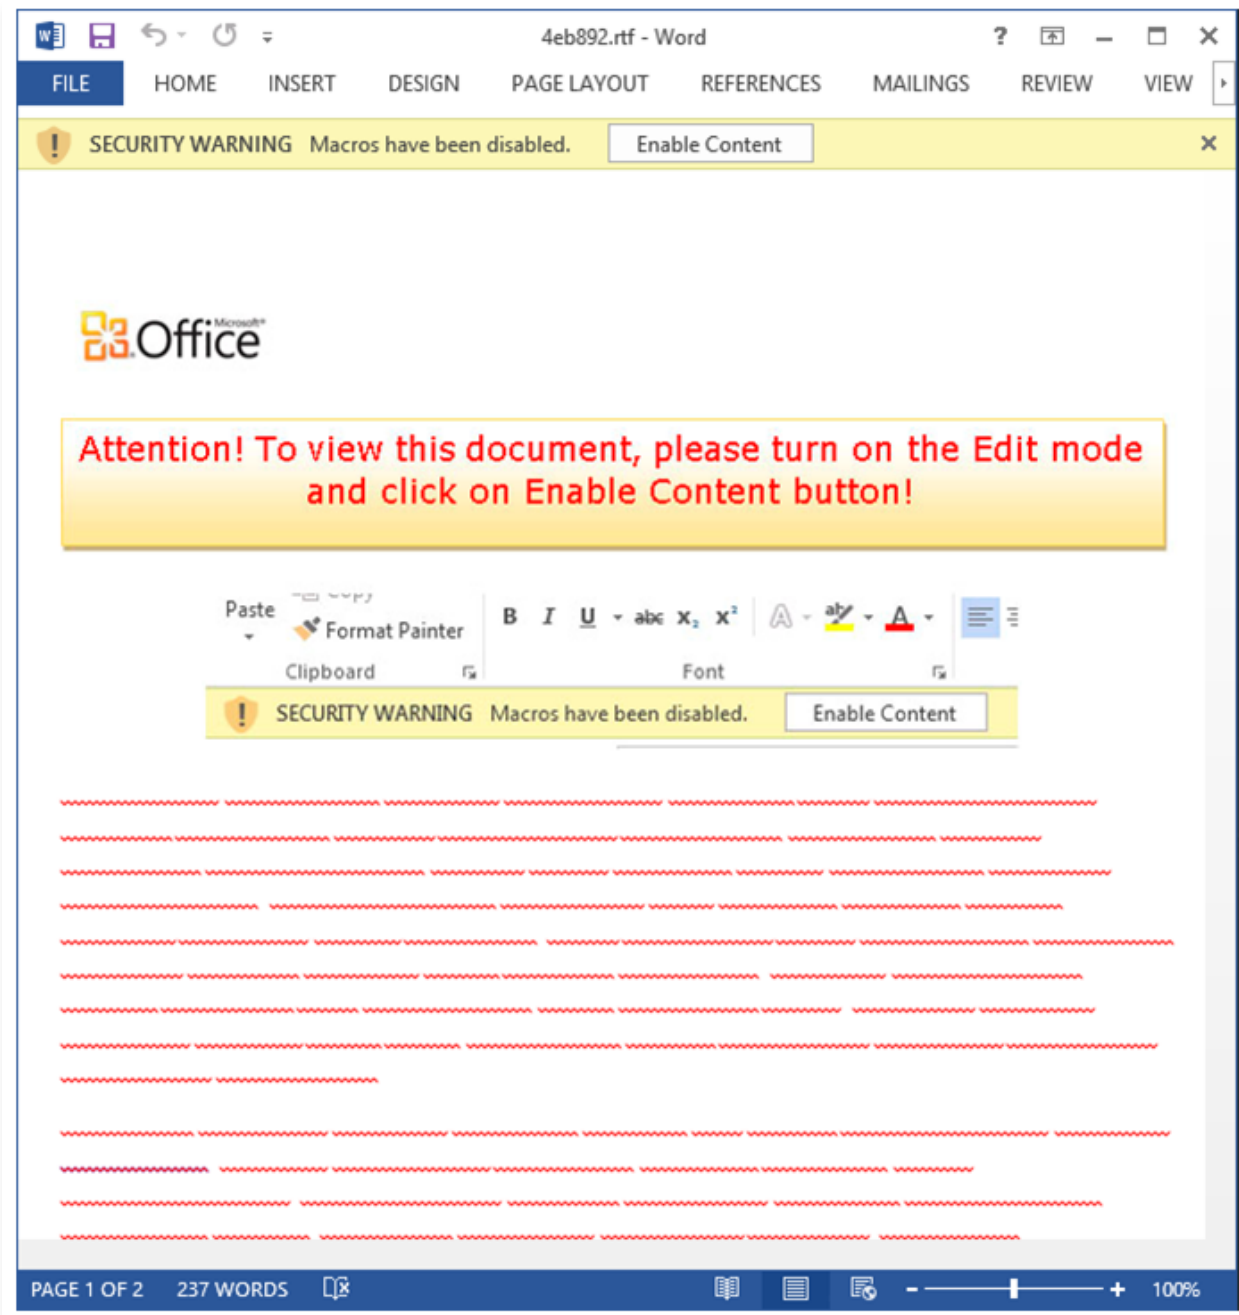 4eb892.rtf - Word
?
FILE HOME INSERT DESIGN PAGE LAYOUT REFERENCES MAILINGS REVIEW VIEW
SECURITY WARNING Macros have been disabled. Enable Content
Microsoft®
Office
Attention! To view this document, please turn on the Edit mode
and click on Enable Content button!
Copy
Paste
Format Painter
B I U abc X₂ X² A ab A
Clipboard Font
SECURITY WARNING Macros have been disabled. Enable Content
PAGE 1 OF 2 237 WORDS 100%